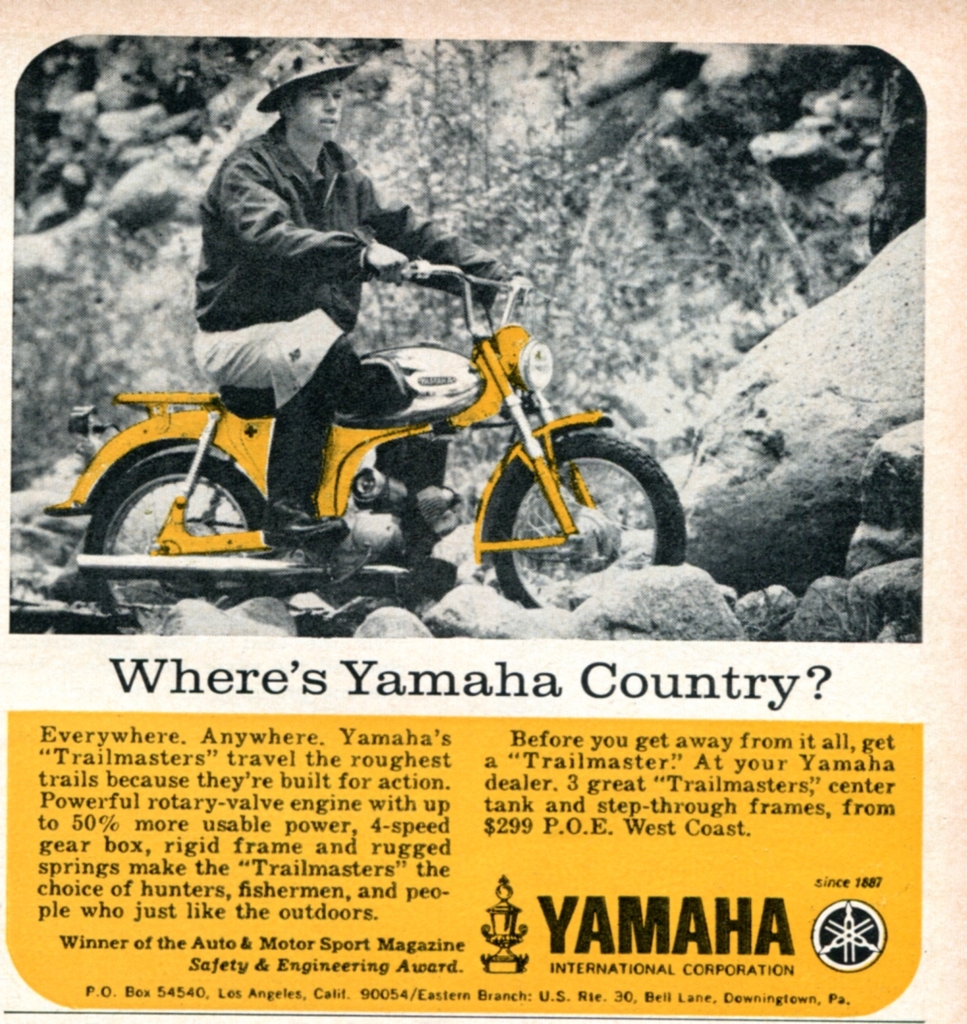 YAMAHA
Where's Yamaha Country?
Everywhere. Anywhere. Yamaha's
"Trailmasters" travel the roughest
trails because they're built for action.
Powerful rotary-valve engine with up
to 50% more usable power, 4-speed
gear box, rigid frame and rugged
springs make the "Trailmasters" the
choice of hunters, fishermen, and peo-
ple who just like the outdoors.
Winner of the Auto & Motor Sport Magazine
Safety & Engineering Award.
Before you get away from it all, get
a "Trailmaster." At your Yamaha
dealer. 3 great "Trailmasters," center
tank and step-through frames, from
$299 P.O.E. West Coast.
since 1887
YAMAHA
INTERNATIONAL CORPORATION
P.O. Box 54540, Los Angeles, Calif. 90054/Eastern Branch: U.S. Rte. 30, Bell Lane, Downingtown, Pa.